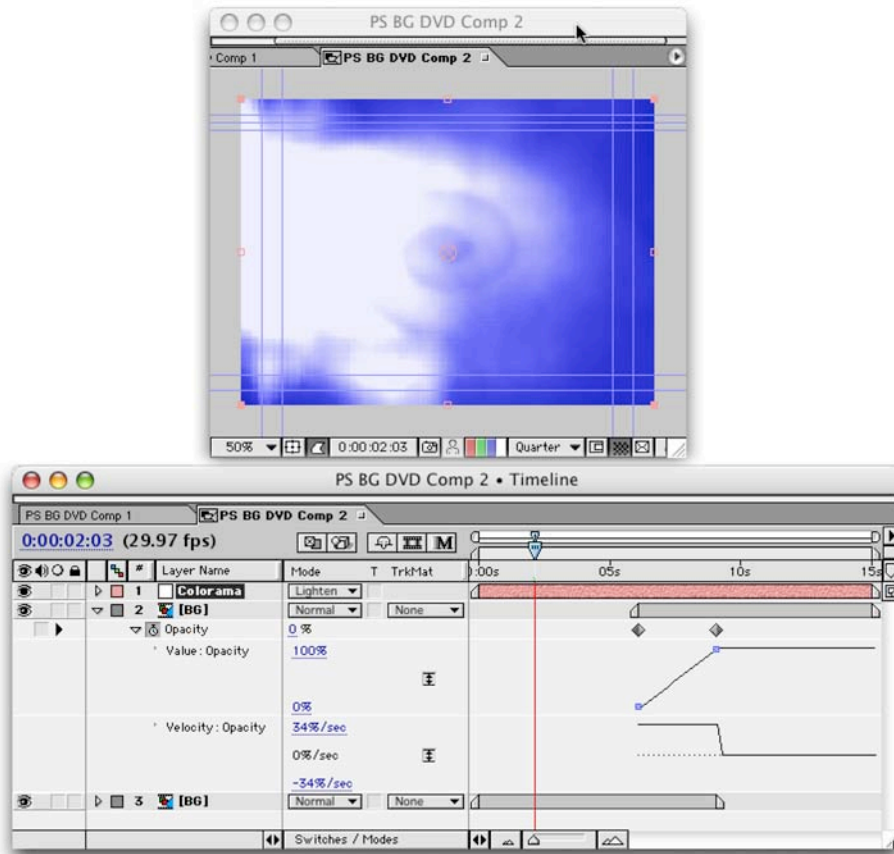 PS BG DVD Comp 2
Comp 1 PS BG DVD Comp 2
50% 0:00:02:03 Quarter
PS BG DVD Comp 2 • Timeline
PS BG DVD Comp 1 PS BG DVD Comp 2
0:00:02:03 (29.97 fps) M
# Layer Name Mode T TrkMat ):00s 05s 10s 15s
1 Colorama Lighten
2 [BG] Normal None
Opacity 0 %
Value: Opacity 100%
0%
Velocity: Opacity 34%/sec
0%/sec
-34%/sec
3 [BG] Normal None
Switches / Modes